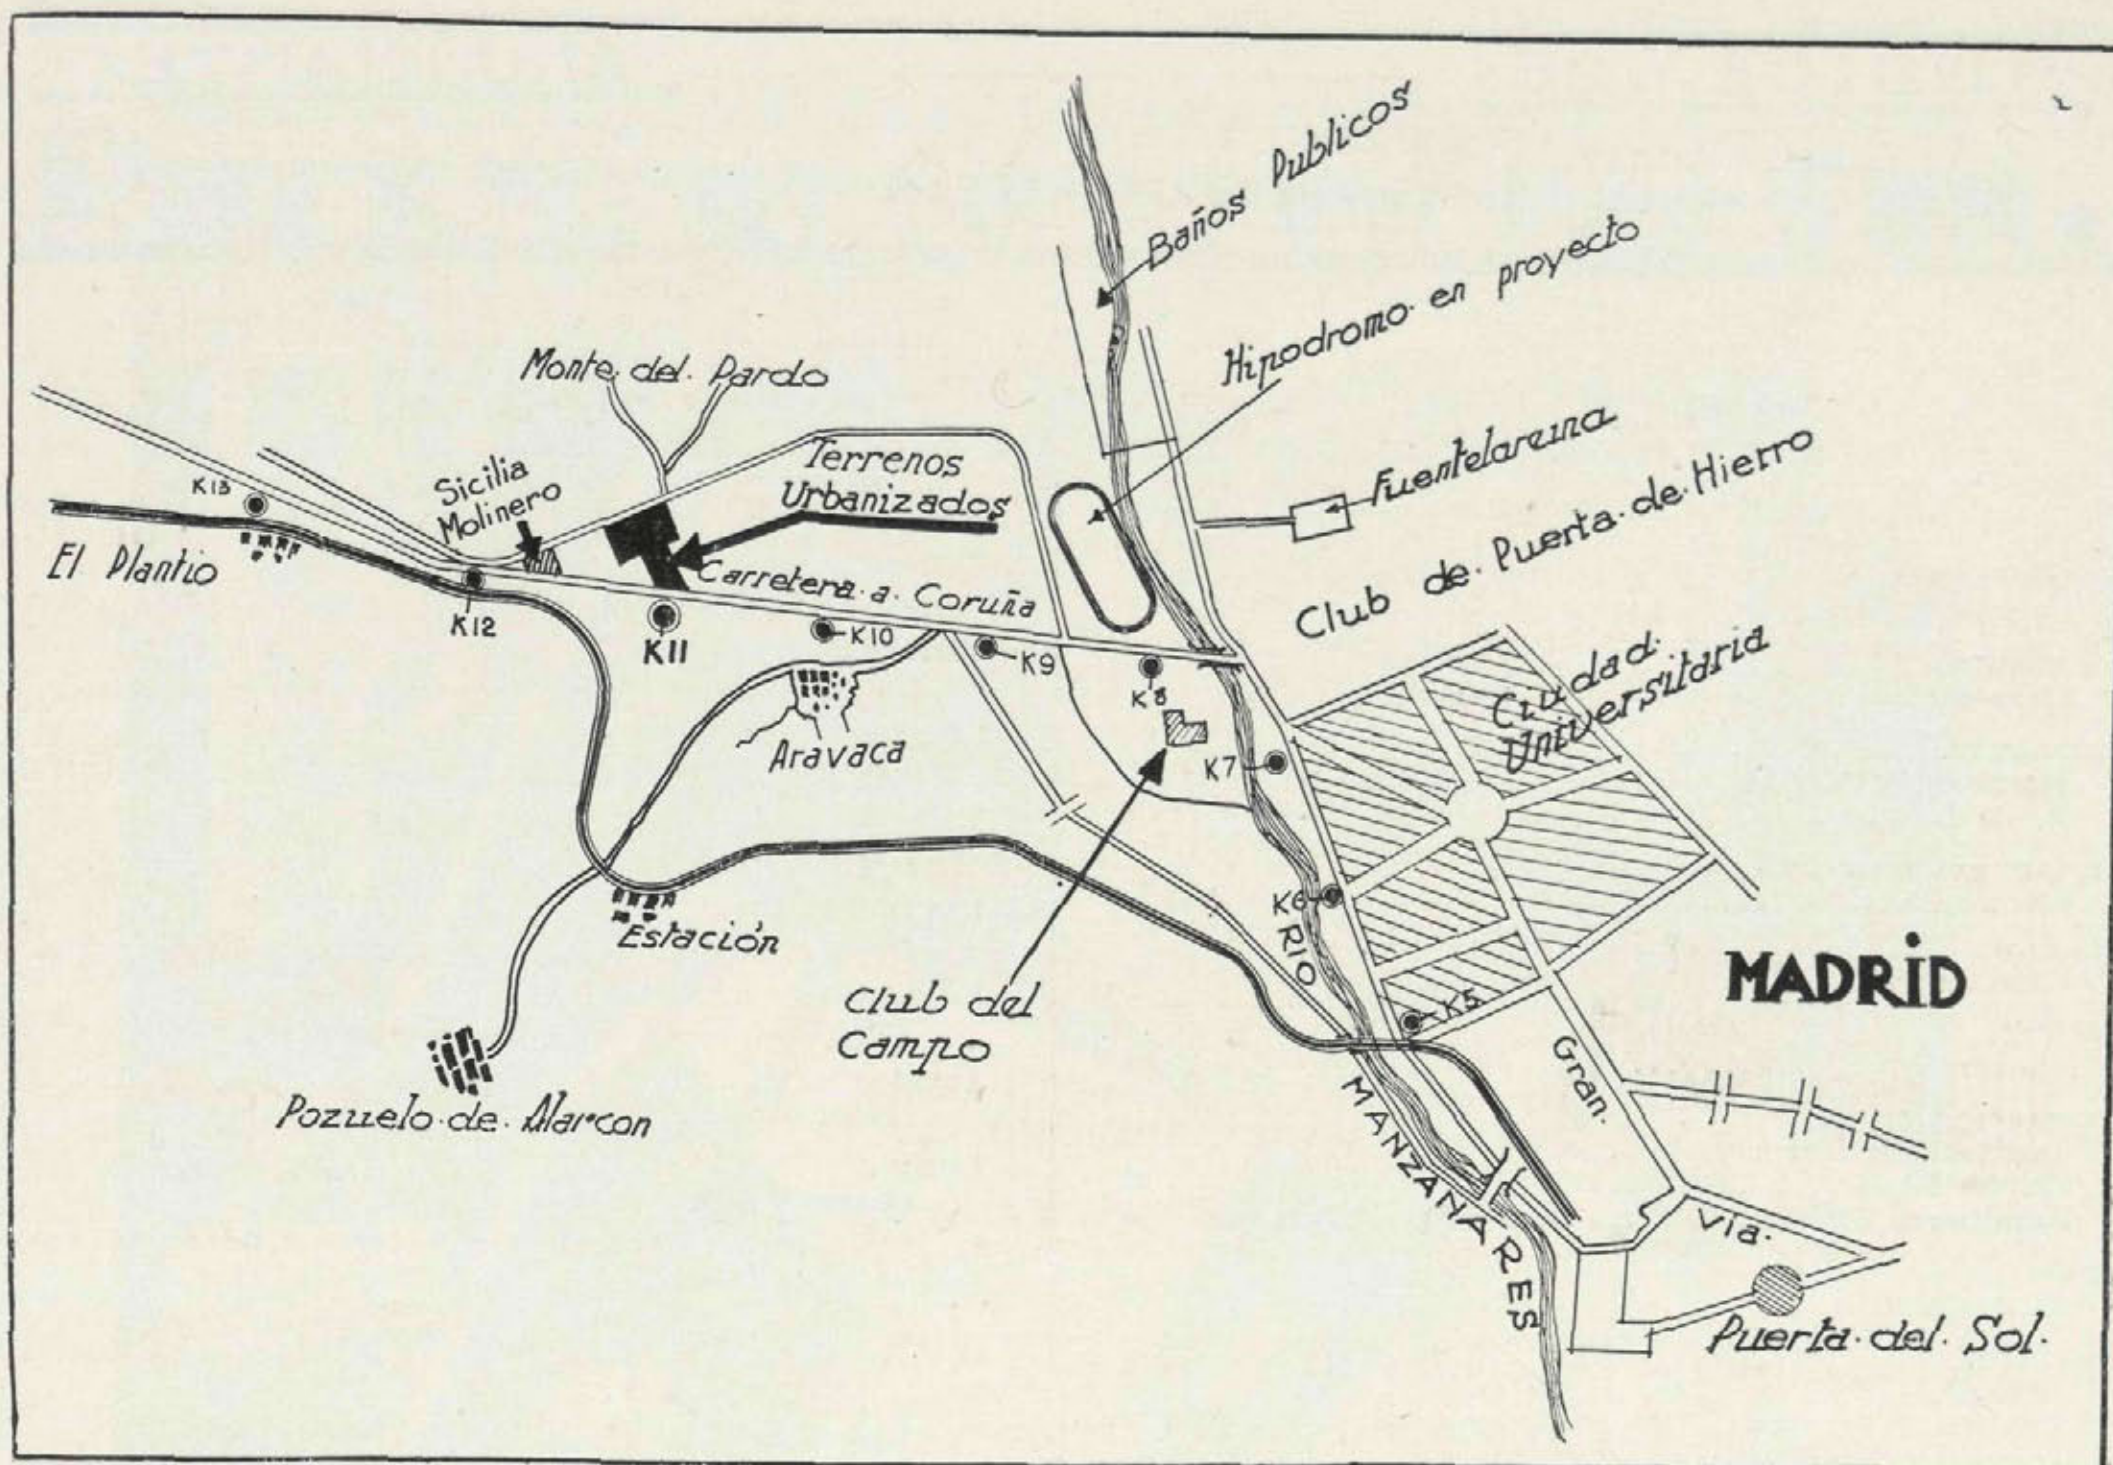 Baños Publicos
Hipodromo en proyecto
Monte. del. Pardo
Fuentelareina
Club de. Puerta. de. Hierro
Terrenos
Urbanizados
Sicilia
Molinero
K13
El Plantio
Carretera. a. Coruña
K12
K11
K10
K9
K8
Ciudad.
Universitaria
Aravaca
K7
K6
Estación
RIO
MADRID
Club del
Campo
K5
Gran.
Pozuelo. de. Alarcon
MANZANARES
Via.
Puerta. del. Sol.